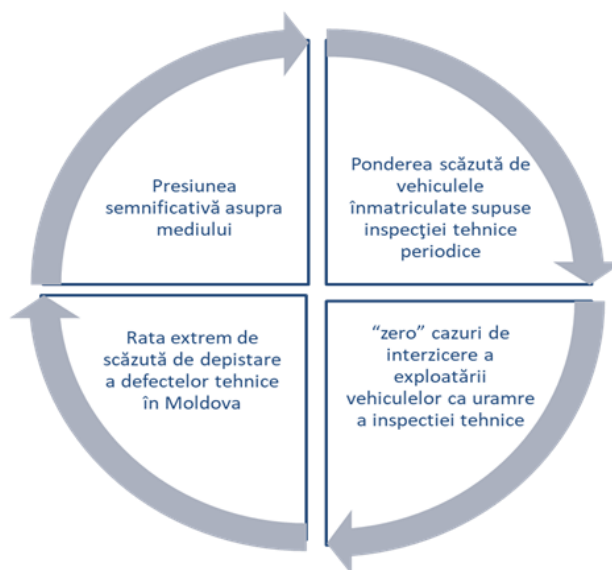 Presiunea
semnificativă asupra
mediului
Ponderea scăzută de
vehiculele
înmatriculate supuse
inspecţiei tehnice
periodice
Rata extrem de
scăzută de depistare
a defectelor tehnice
în Moldova
“zero” cazuri de
interzicere a
exploatării
vehiculelor ca uramre
a inspectiei tehnice